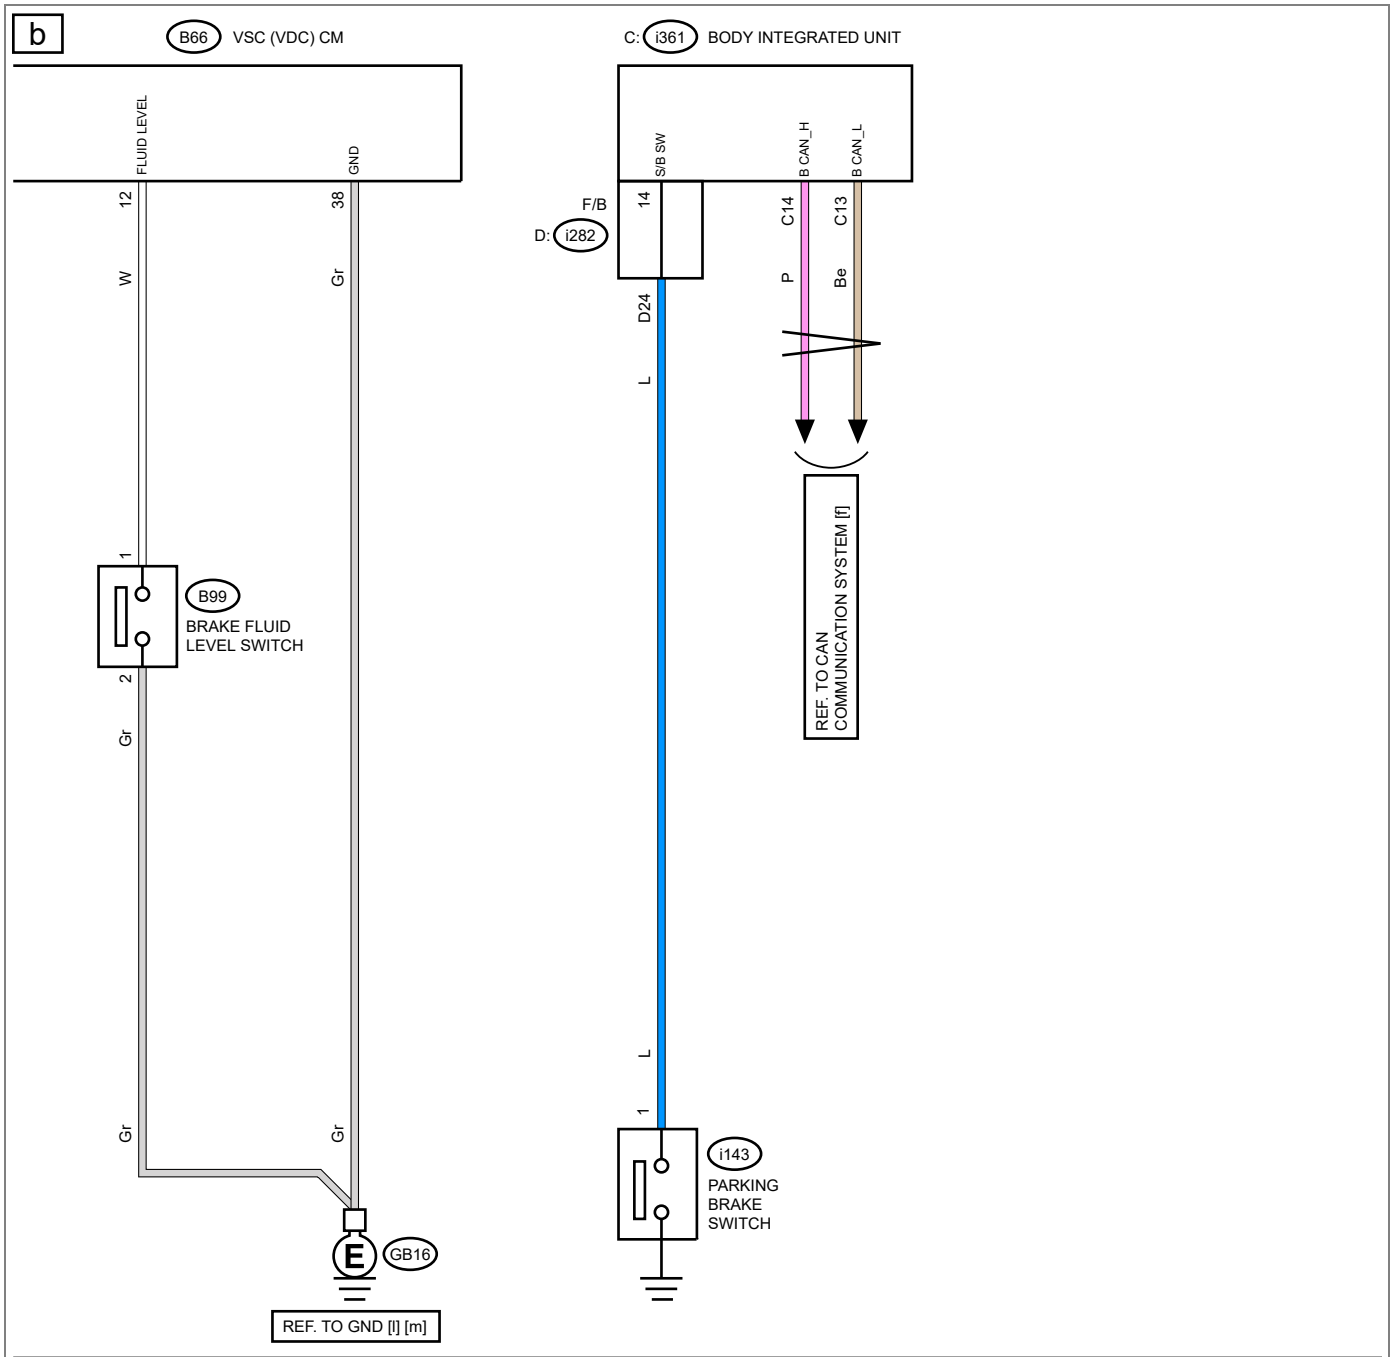 b
B66 VSC (VDC) CM
C: i361 BODY INTEGRATED UNIT
FLUID LEVEL
GND
S/B SW
B CAN_H
B CAN_L
12
38
F/B
14
C14
C13
D: i282
W
Gr
P
Be
D24
L
REF. TO CAN
COMMUNICATION SYSTEM [f]
1
B99
BRAKE FLUID
LEVEL SWITCH
2
Gr
L
1
Gr
Gr
i143
PARKING
BRAKE
SWITCH
E
GB16
REF. TO GND [l] [m]